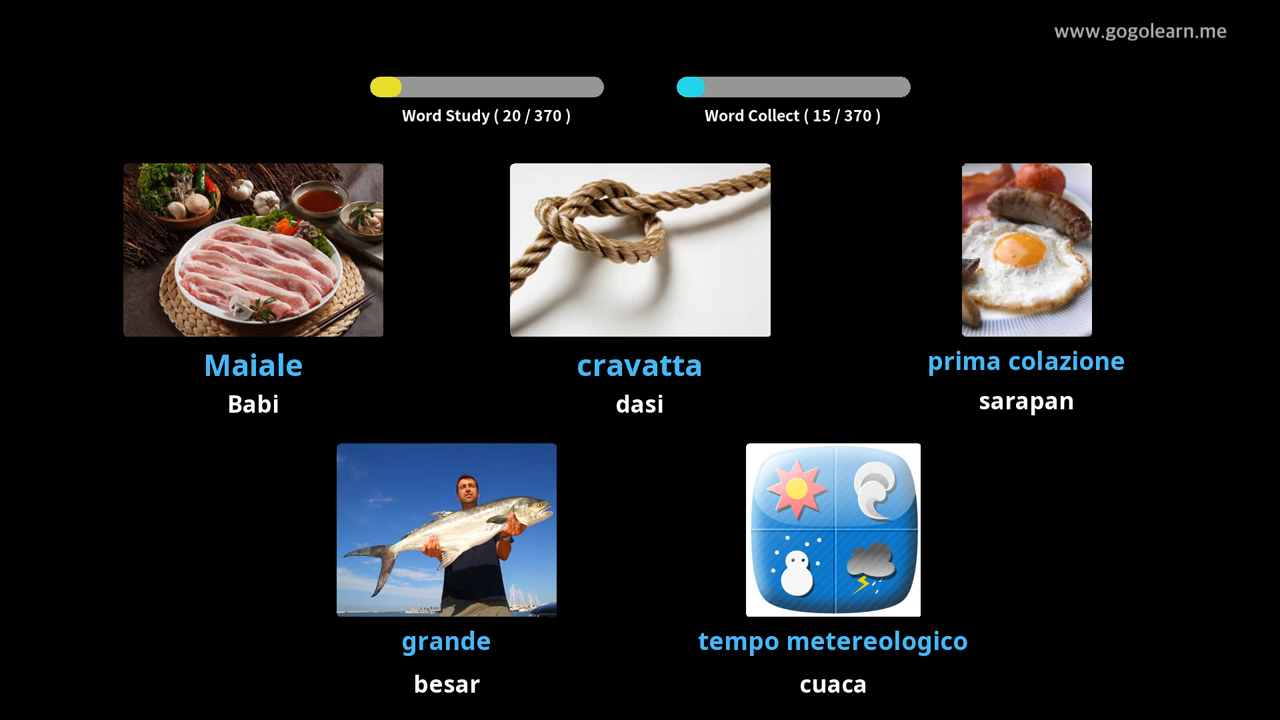 www.gogolearn.me
Word Study ( 20 / 370 )
Word Collect ( 15 / 370 )
Maiale
Babi
cravatta
dasi
prima colazione
sarapan
grande
besar
tempo metereologico
cuaca